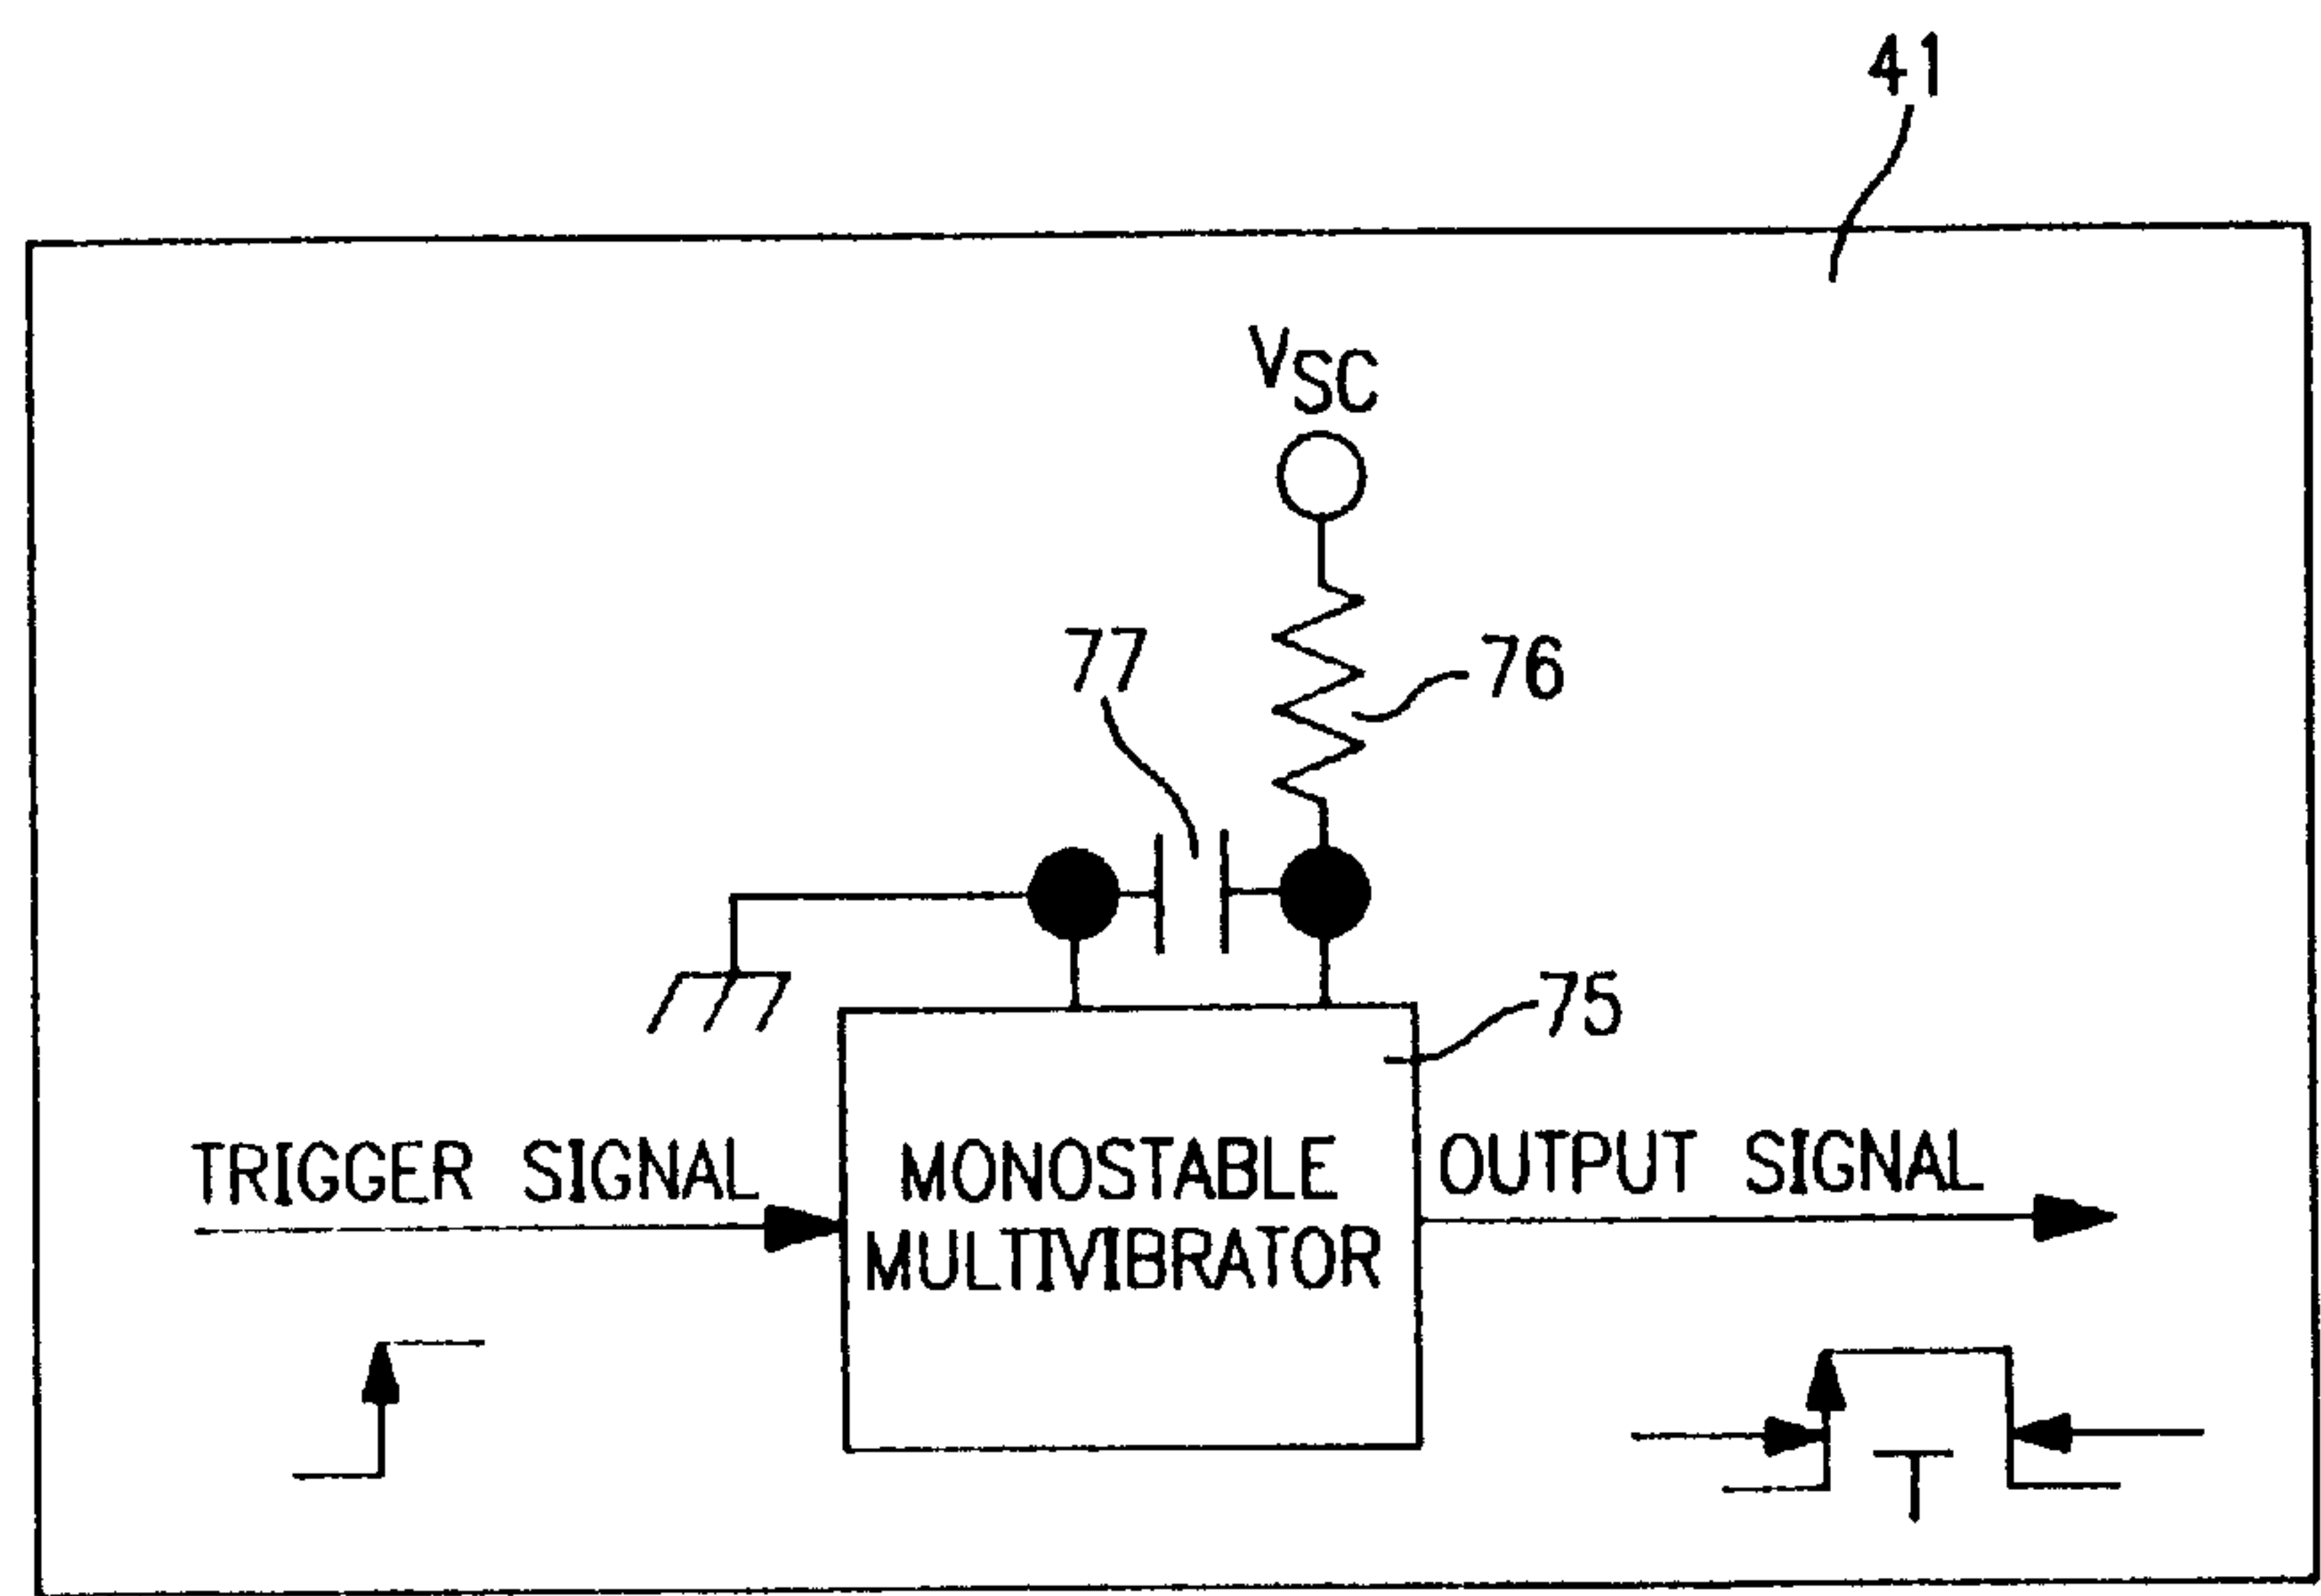 41
VSC
77
76
75
TRIGGER SIGNAL
MONOSTABLE
MULTIVIBRATOR
OUTPUT SIGNAL
T